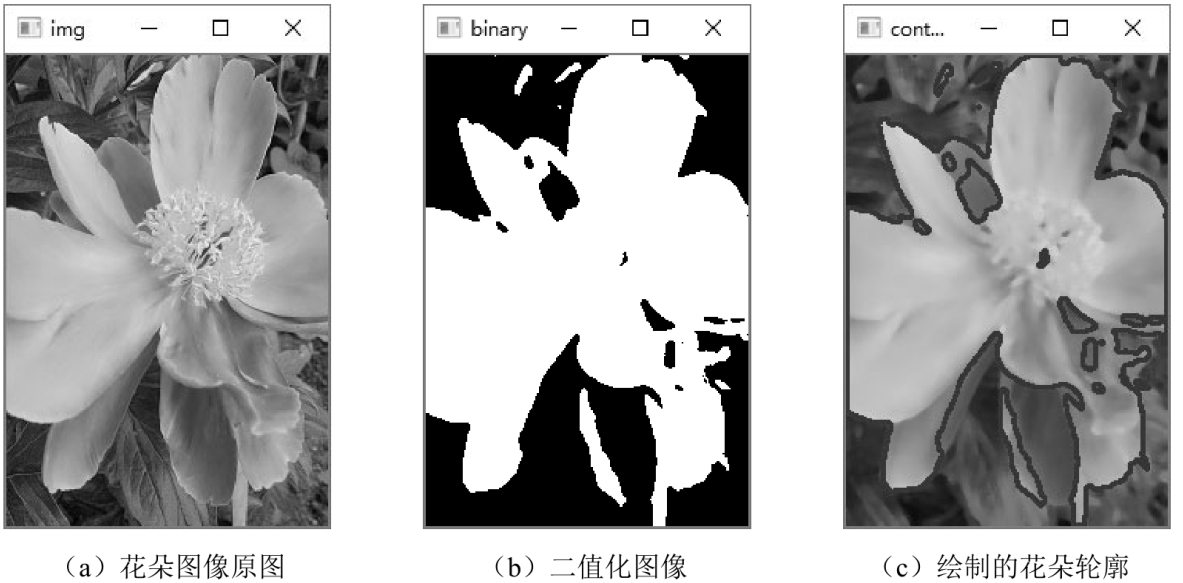 img
binary
cont...
（a）花朵图像原图
（b）二值化图像
（c）绘制的花朵轮廓